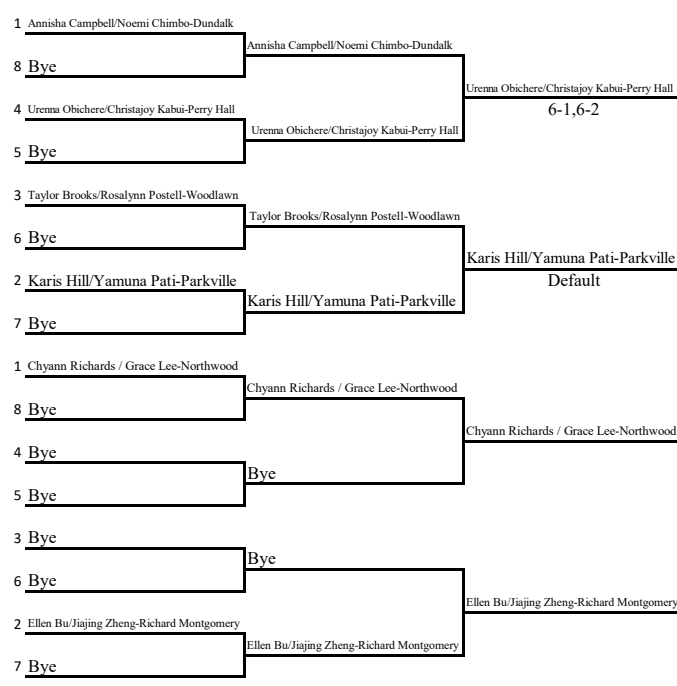 1 Annisha Campbell/Noemi Chimbo-Dundalk
Annisha Campbell/Noemi Chimbo-Dundalk
8 Bye
Urenna Obichere/Christajoy Kabui-Perry Hall
6-1,6-2
4 Urenna Obichere/Christajoy Kabui-Perry Hall
Urenna Obichere/Christajoy Kabui-Perry Hall
5 Bye
3 Taylor Brooks/Rosalynn Postell-Woodlawn
Taylor Brooks/Rosalynn Postell-Woodlawn
6 Bye
Karis Hill/Yamuna Pati-Parkville
Default
2 Karis Hill/Yamuna Pati-Parkville
Karis Hill/Yamuna Pati-Parkville
7 Bye
1 Chyann Richards / Grace Lee-Northwood
Chyann Richards / Grace Lee-Northwood
8 Bye
Chyann Richards / Grace Lee-Northwood
4 Bye
Bye
5 Bye
3 Bye
Bye
6 Bye
Ellen Bu/Jiajing Zheng-Richard Montgomery
2 Ellen Bu/Jiajing Zheng-Richard Montgomery
Ellen Bu/Jiajing Zheng-Richard Montgomery
7 Bye